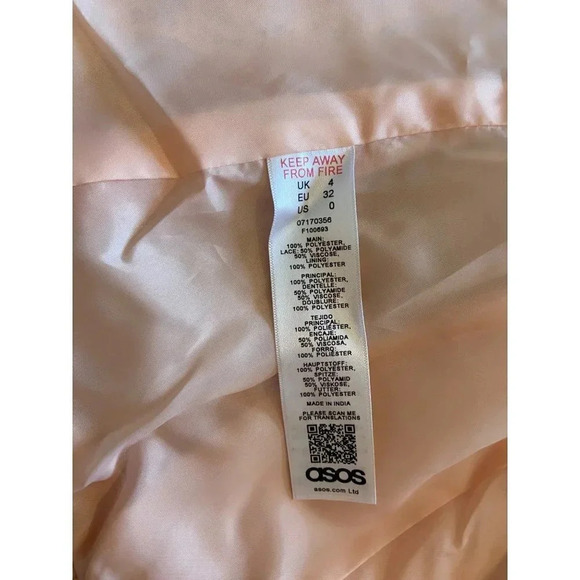 KEEP AWAY
FROM FIRE
UK 4
EU 32
US 0
07170356
F100693
MAIN:
100% POLYESTER,
LACE: 50% POLYAMIDE
50% VISCOSE,
LINING:
100% POLYESTER
PRINCIPAL:
100% POLYESTER,
DENTELLE:
50% POLYAMIDE
50% VISCOSE,
DOUBLURE:
100% POLYESTER
TEJIDO
PRINCIPAL:
100% POLIÉSTER,
ENCAJE:
50% POLIAMIDA
50% VISCOSA,
FORRO:
100% POLIÉSTER
HAUPTSTOFF:
100% POLYESTER,
SPITZE:
50% POLYAMID
50% VISKOSE,
FUTTER:
100% POLYESTER
MADE IN INDIA
PLEASE SCAN ME
FOR TRANSLATIONS
asos
asos.com Ltd